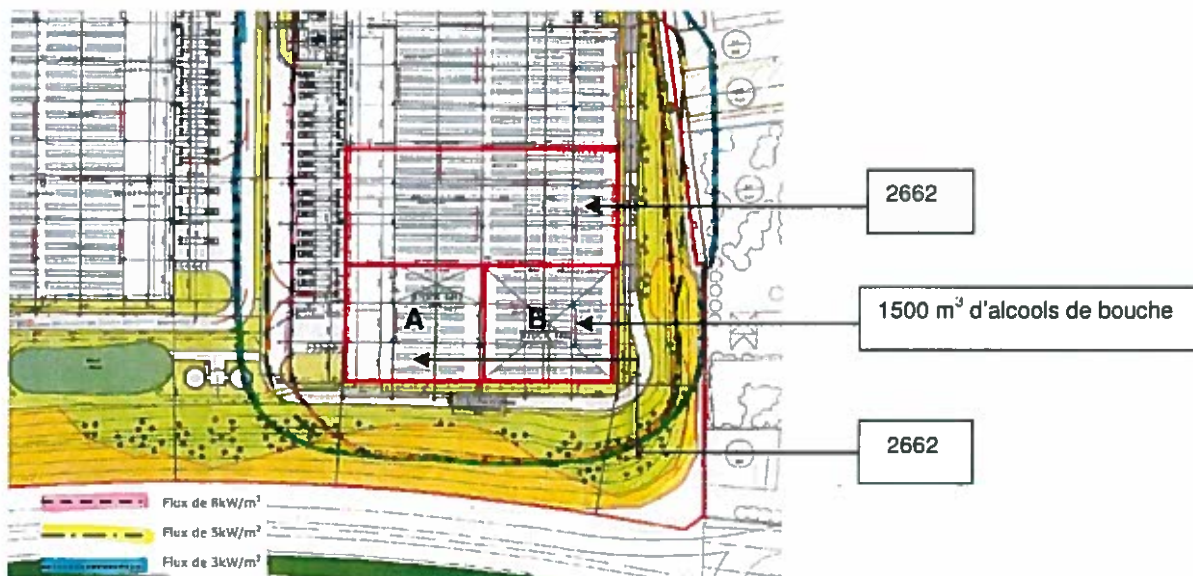 2662
A
B
1500 m³ d'alcools de bouche
2662
Flux de 8kW/m²
Flux de 5kW/m²
Flux de 3kW/m²